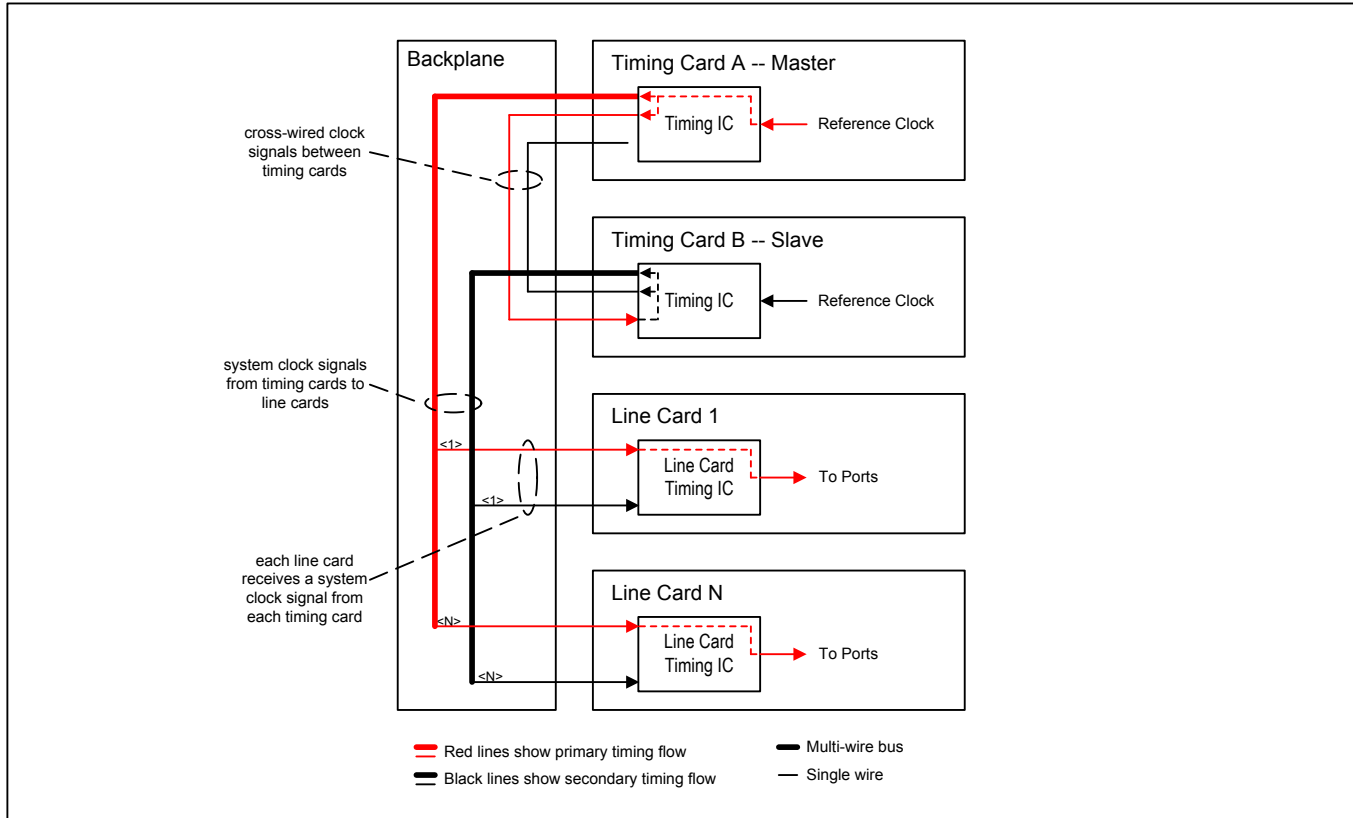 Backplane
Timing Card A -- Master
Timing IC
Reference Clock
cross-wired clock
signals between
timing cards
Timing Card B -- Slave
Timing IC
Reference Clock
system clock signals
from timing cards to
line cards
Line Card 1
<1>
Line Card
Timing IC
To Ports
<1>
each line card
receives a system
clock signal from
each timing card
Line Card N
<N>
Line Card
Timing IC
To Ports
<N>
Red lines show primary timing flow
Multi-wire bus
Black lines show secondary timing flow
Single wire